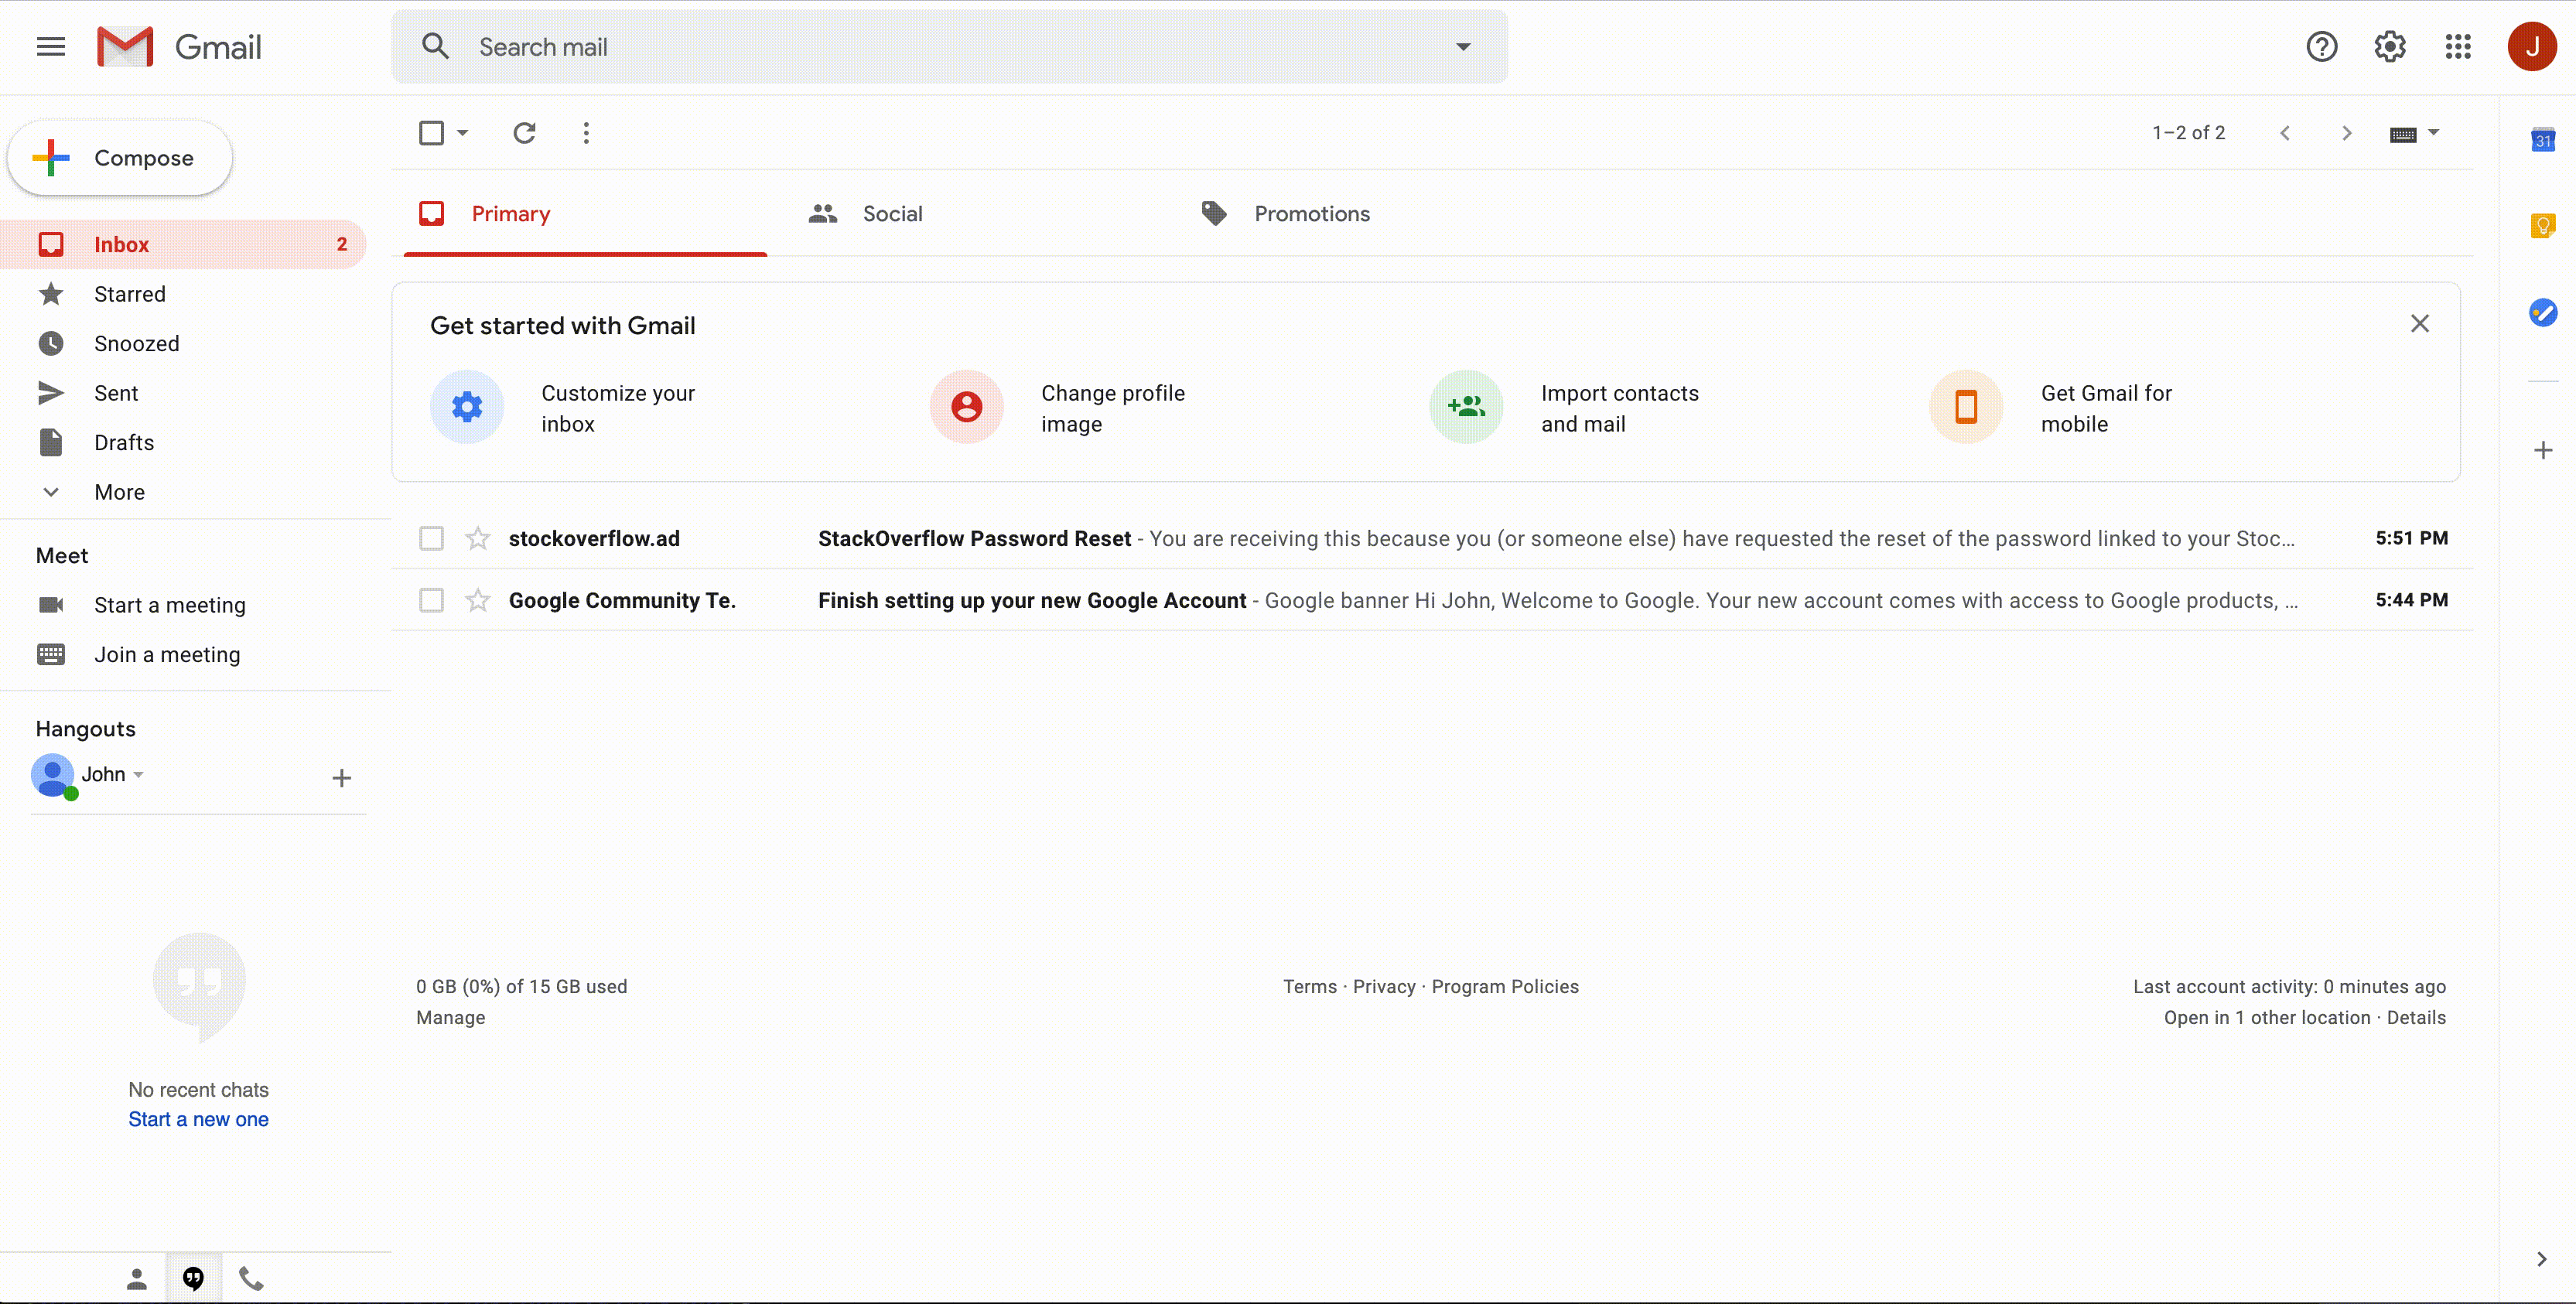 Gmail
Search mail
J
Compose
1–2 of 2
31
Primary
Social
Promotions
Inbox 2
Starred
Snoozed
Sent
Drafts
More
Get started with Gmail
Customize your
inbox
Change profile
image
Import contacts
and mail
Get Gmail for
mobile
stockoverflow.ad StackOverflow Password Reset - You are receiving this because you (or someone else) have requested the reset of the password linked to your Stoc... 5:51 PM
Google Community Te. Finish setting up your new Google Account - Google banner Hi John, Welcome to Google. Your new account comes with access to Google products, ... 5:44 PM
Meet
Start a meeting
Join a meeting
Hangouts
John
No recent chats
Start a new one
0 GB (0%) of 15 GB used
Manage
Terms · Privacy · Program Policies
Last account activity: 0 minutes ago
Open in 1 other location · Details